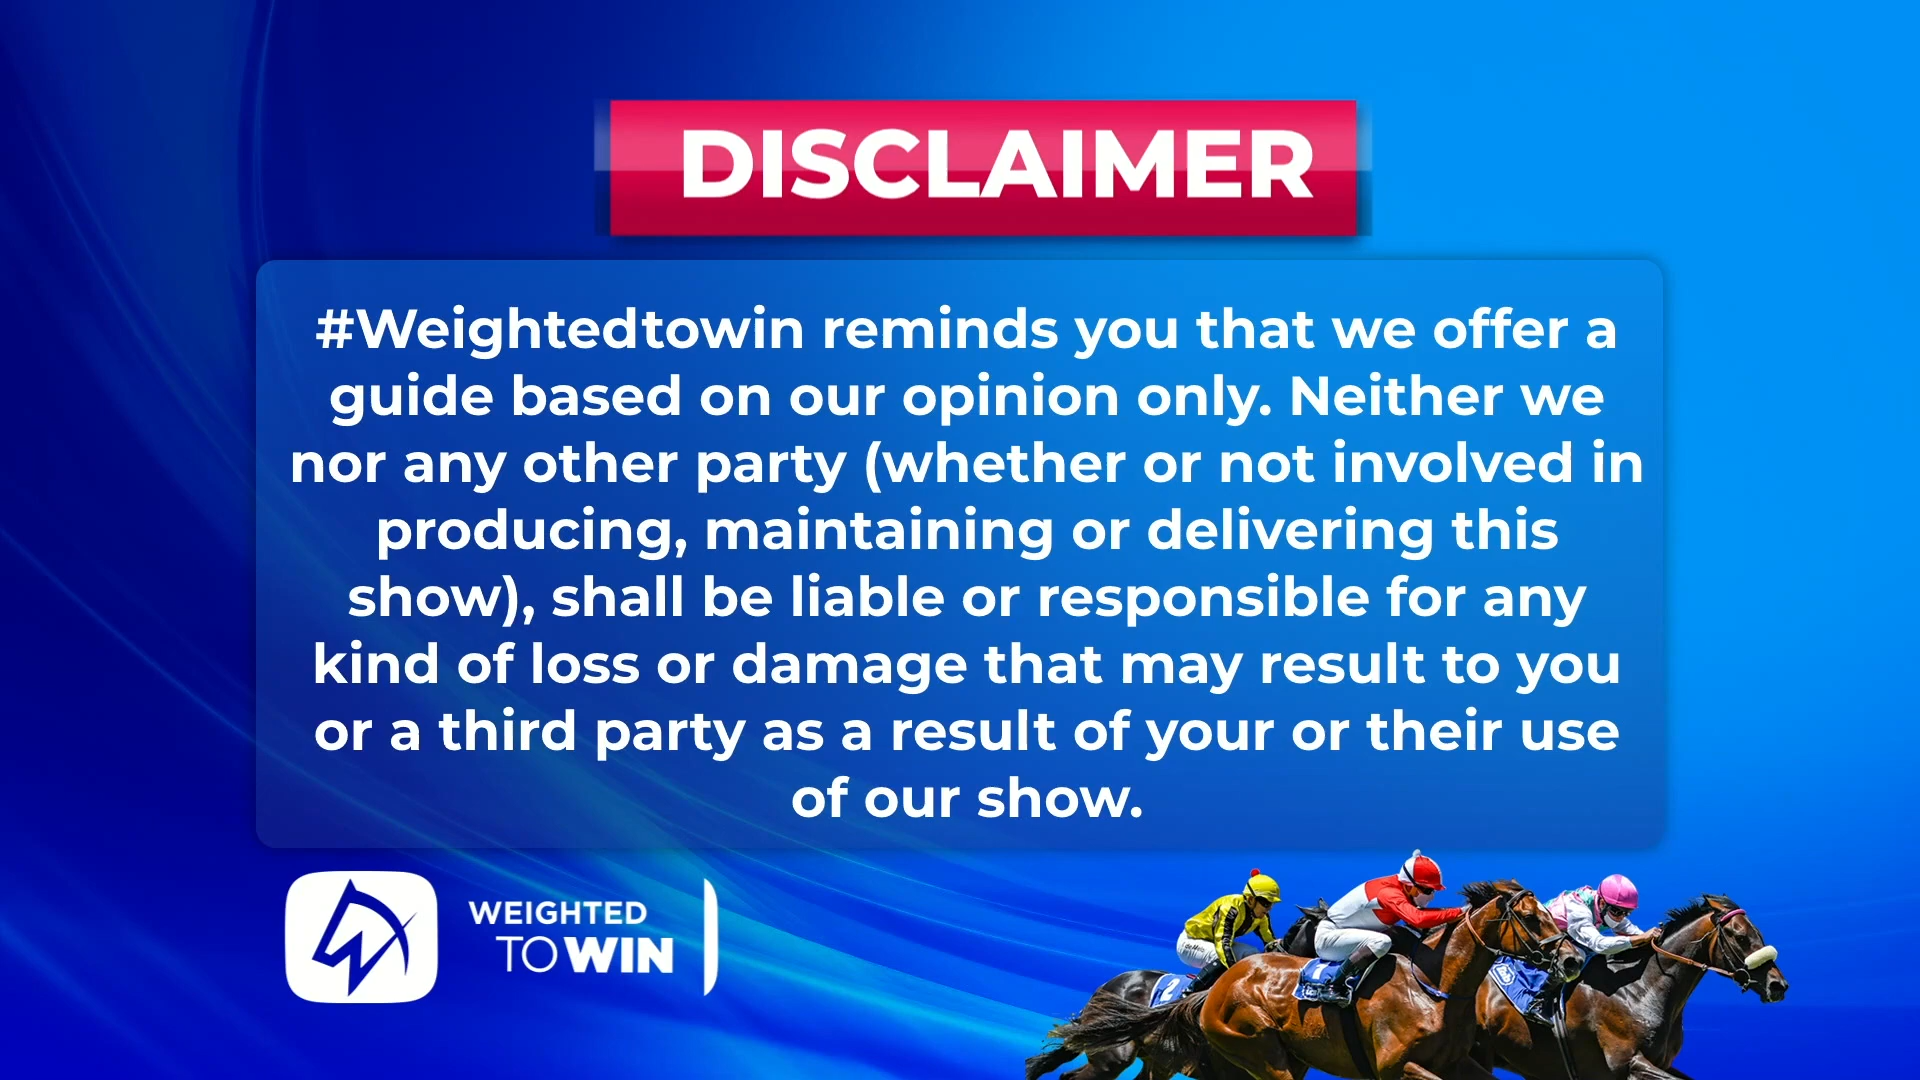 DISCLAIMER
#Weightedtowin reminds you that we offer a
guide based on our opinion only. Neither we
nor any other party (whether or not involved in
producing, maintaining or delivering this
show), shall be liable or responsible for any
kind of loss or damage that may result to you
or a third party as a result of your or their use
of our show.
WEIGHTED
TO WIN
2